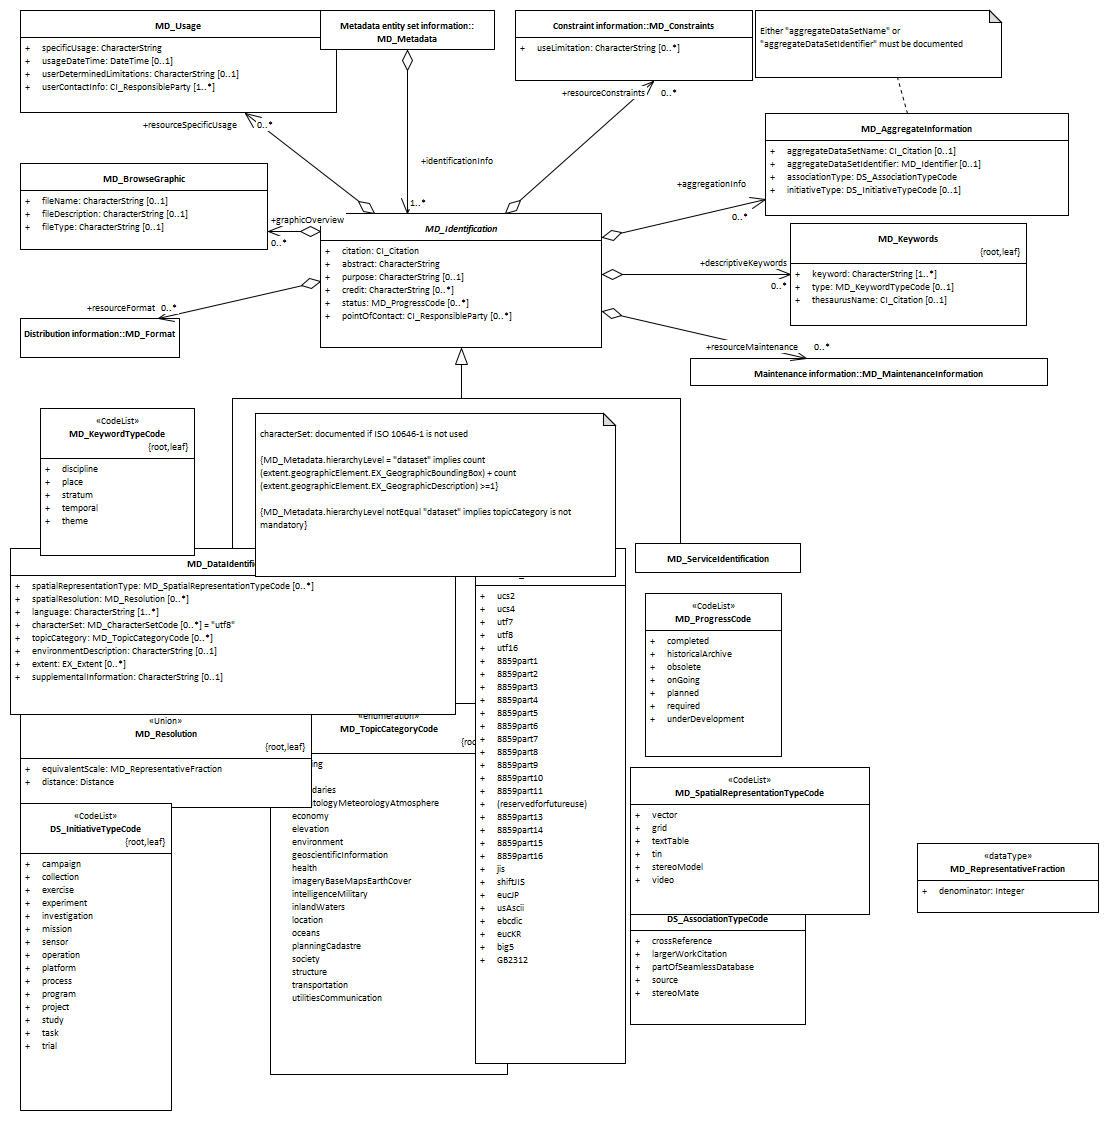 MD_Usage
+ specificUsage: CharacterString
+ usageDateTime: DateTime [0..1]
+ userDeterminedLimitations: CharacterString [0..1]
+ userContactInfo: CI_ResponsibleParty [1..*]
Metadata entity set information::
MD_Metadata
Constraint information::MD_Constraints
+ useLimitation: CharacterString [0..*]
Either "aggregateDataSetName" or
"aggregateDataSetIdentifier" must be documented
+resourceSpecificUsage 0..*
+resourceConstraints 0..*
+identificationInfo
1..*
MD_AggregateInformation
+ aggregateDataSetName: CI_Citation [0..1]
+ aggregateDataSetIdentifier: MD_Identifier [0..1]
+ associationType: DS_AssociationTypeCode
+ initiativeType: DS_InitiativeTypeCode [0..1]
+aggregationInfo
0..*
MD_BrowseGraphic
+ fileName: CharacterString [0..1]
+ fileDescription: CharacterString [0..1]
+ fileType: CharacterString [0..1]
+graphicOverview
0..*
MD_Identification
+ citation: CI_Citation
+ abstract: CharacterString
+ purpose: CharacterString [0..1]
+ credit: CharacterString [0..*]
+ status: MD_ProgressCode [0..*]
+ pointOfContact: CI_ResponsibleParty [0..*]
MD_Keywords
{root,leaf}
+ keyword: CharacterString [1..*]
+ type: MD_KeywordTypeCode [0..1]
+ thesaurusName: CI_Citation [0..1]
+descriptiveKeywords
0..*
+resourceFormat 0..*
Distribution information::MD_Format
+resourceMaintenance 0..*
Maintenance information::MD_MaintenanceInformation
«CodeList»
MD_KeywordTypeCode
{root,leaf}
+ discipline
+ place
+ stratum
+ temporal
+ theme
characterSet: documented if ISO 10646-1 is not used
{MD_Metadata.hierarchyLevel = "dataset" implies count
(extent.geographicElement.EX_GeographicBoundingBox) + count
(extent.geographicElement.EX_GeographicDescription) >=1}
{MD_Metadata.hierarchyLevel notEqual "dataset" implies topicCategory is not
mandatory}
MD_DataIdentifi
+ spatialRepresentationType: MD_SpatialRepresentationTypeCode [0..*]
+ spatialResolution: MD_Resolution [0..*]
+ language: CharacterString [1..*]
+ characterSet: MD_CharacterSetCode [0..*] = "utf8"
+ topicCategory: MD_TopicCategoryCode [0..*]
+ environmentDescription: CharacterString [0..1]
+ extent: EX_Extent [0..*]
+ supplementalInformation: CharacterString [0..1]
MD_ServiceIdentification
«CodeList»
MD_ProgressCode
+ completed
+ historicalArchive
+ obsolete
+ onGoing
+ planned
+ required
+ underDevelopment
+ ucs2
+ ucs4
+ utf7
+ utf8
+ utf16
+ 8859part1
+ 8859part2
+ 8859part3
+ 8859part4
+ 8859part5
+ 8859part6
+ 8859part7
+ 8859part8
+ 8859part9
+ 8859part10
+ 8859part11
+ (reservedforfutureuse)
+ 8859part13
+ 8859part14
+ 8859part15
+ 8859part16
+ jis
+ shiftJIS
+ eucJP
+ usAscii
+ ebcdic
+ eucKR
+ big5
+ GB2312
«Union»
MD_Resolution
{root,leaf}
+ equivalentScale: MD_RepresentativeFraction
+ distance: Distance
«enumeration»
MD_TopicCategoryCode
{roo
ing
daries
tologyMeteorologyAtmosphere
economy
elevation
environment
geoscientificInformation
health
imageryBaseMapsEarthCover
intelligenceMilitary
inlandWaters
location
oceans
planningCadastre
society
structure
transportation
utilitiesCommunication
«CodeList»
DS_InitiativeTypeCode
{root,leaf}
+ campaign
+ collection
+ exercise
+ experiment
+ investigation
+ mission
+ sensor
+ operation
+ platform
+ process
+ program
+ project
+ study
+ task
+ trial
«CodeList»
MD_SpatialRepresentationTypeCode
+ vector
+ grid
+ textTable
+ tin
+ stereoModel
+ video
DS_AssociationTypeCode
+ crossReference
+ largerWorkCitation
+ partOfSeamlessDatabase
+ source
+ stereoMate
«dataType»
MD_RepresentativeFraction
+ denominator: Integer